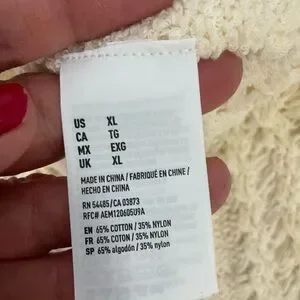 US XL
CA TG
MX EXG
UK XL
MADE IN CHINA / FABRIQUÉ EN CHINE /
HECHO EN CHINA
RN 54485/CA 03873
RFC# AEM120605U9A
EN 65% COTTON / 35% NYLON
FR 65% COTON / 35% NYLON
SP 65% algodón / 35% nylon